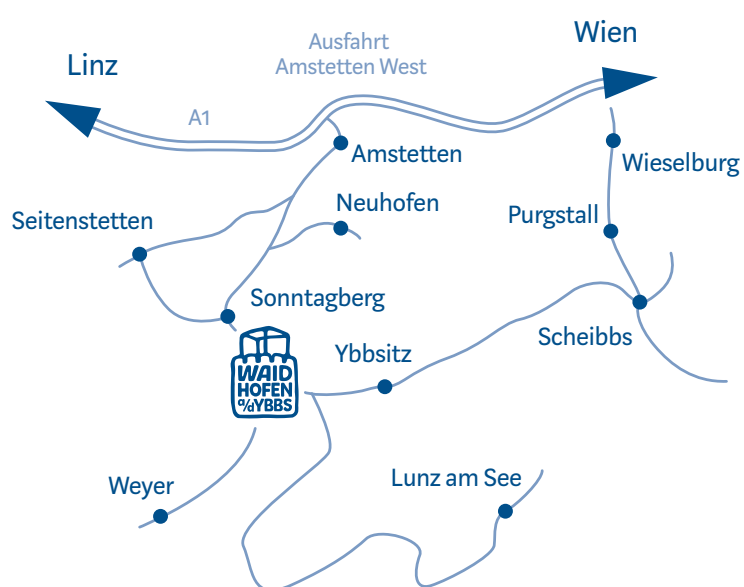 Wien
Ausfahrt
Amstetten West
Linz
A1
Amstetten
Wieselburg
Neuhofen
Purgstall
Seitenstetten
Sonntagberg
Scheibbs
Ybbsitz
WAID
HOFEN
a/dYBBS
Lunz am See
Weyer